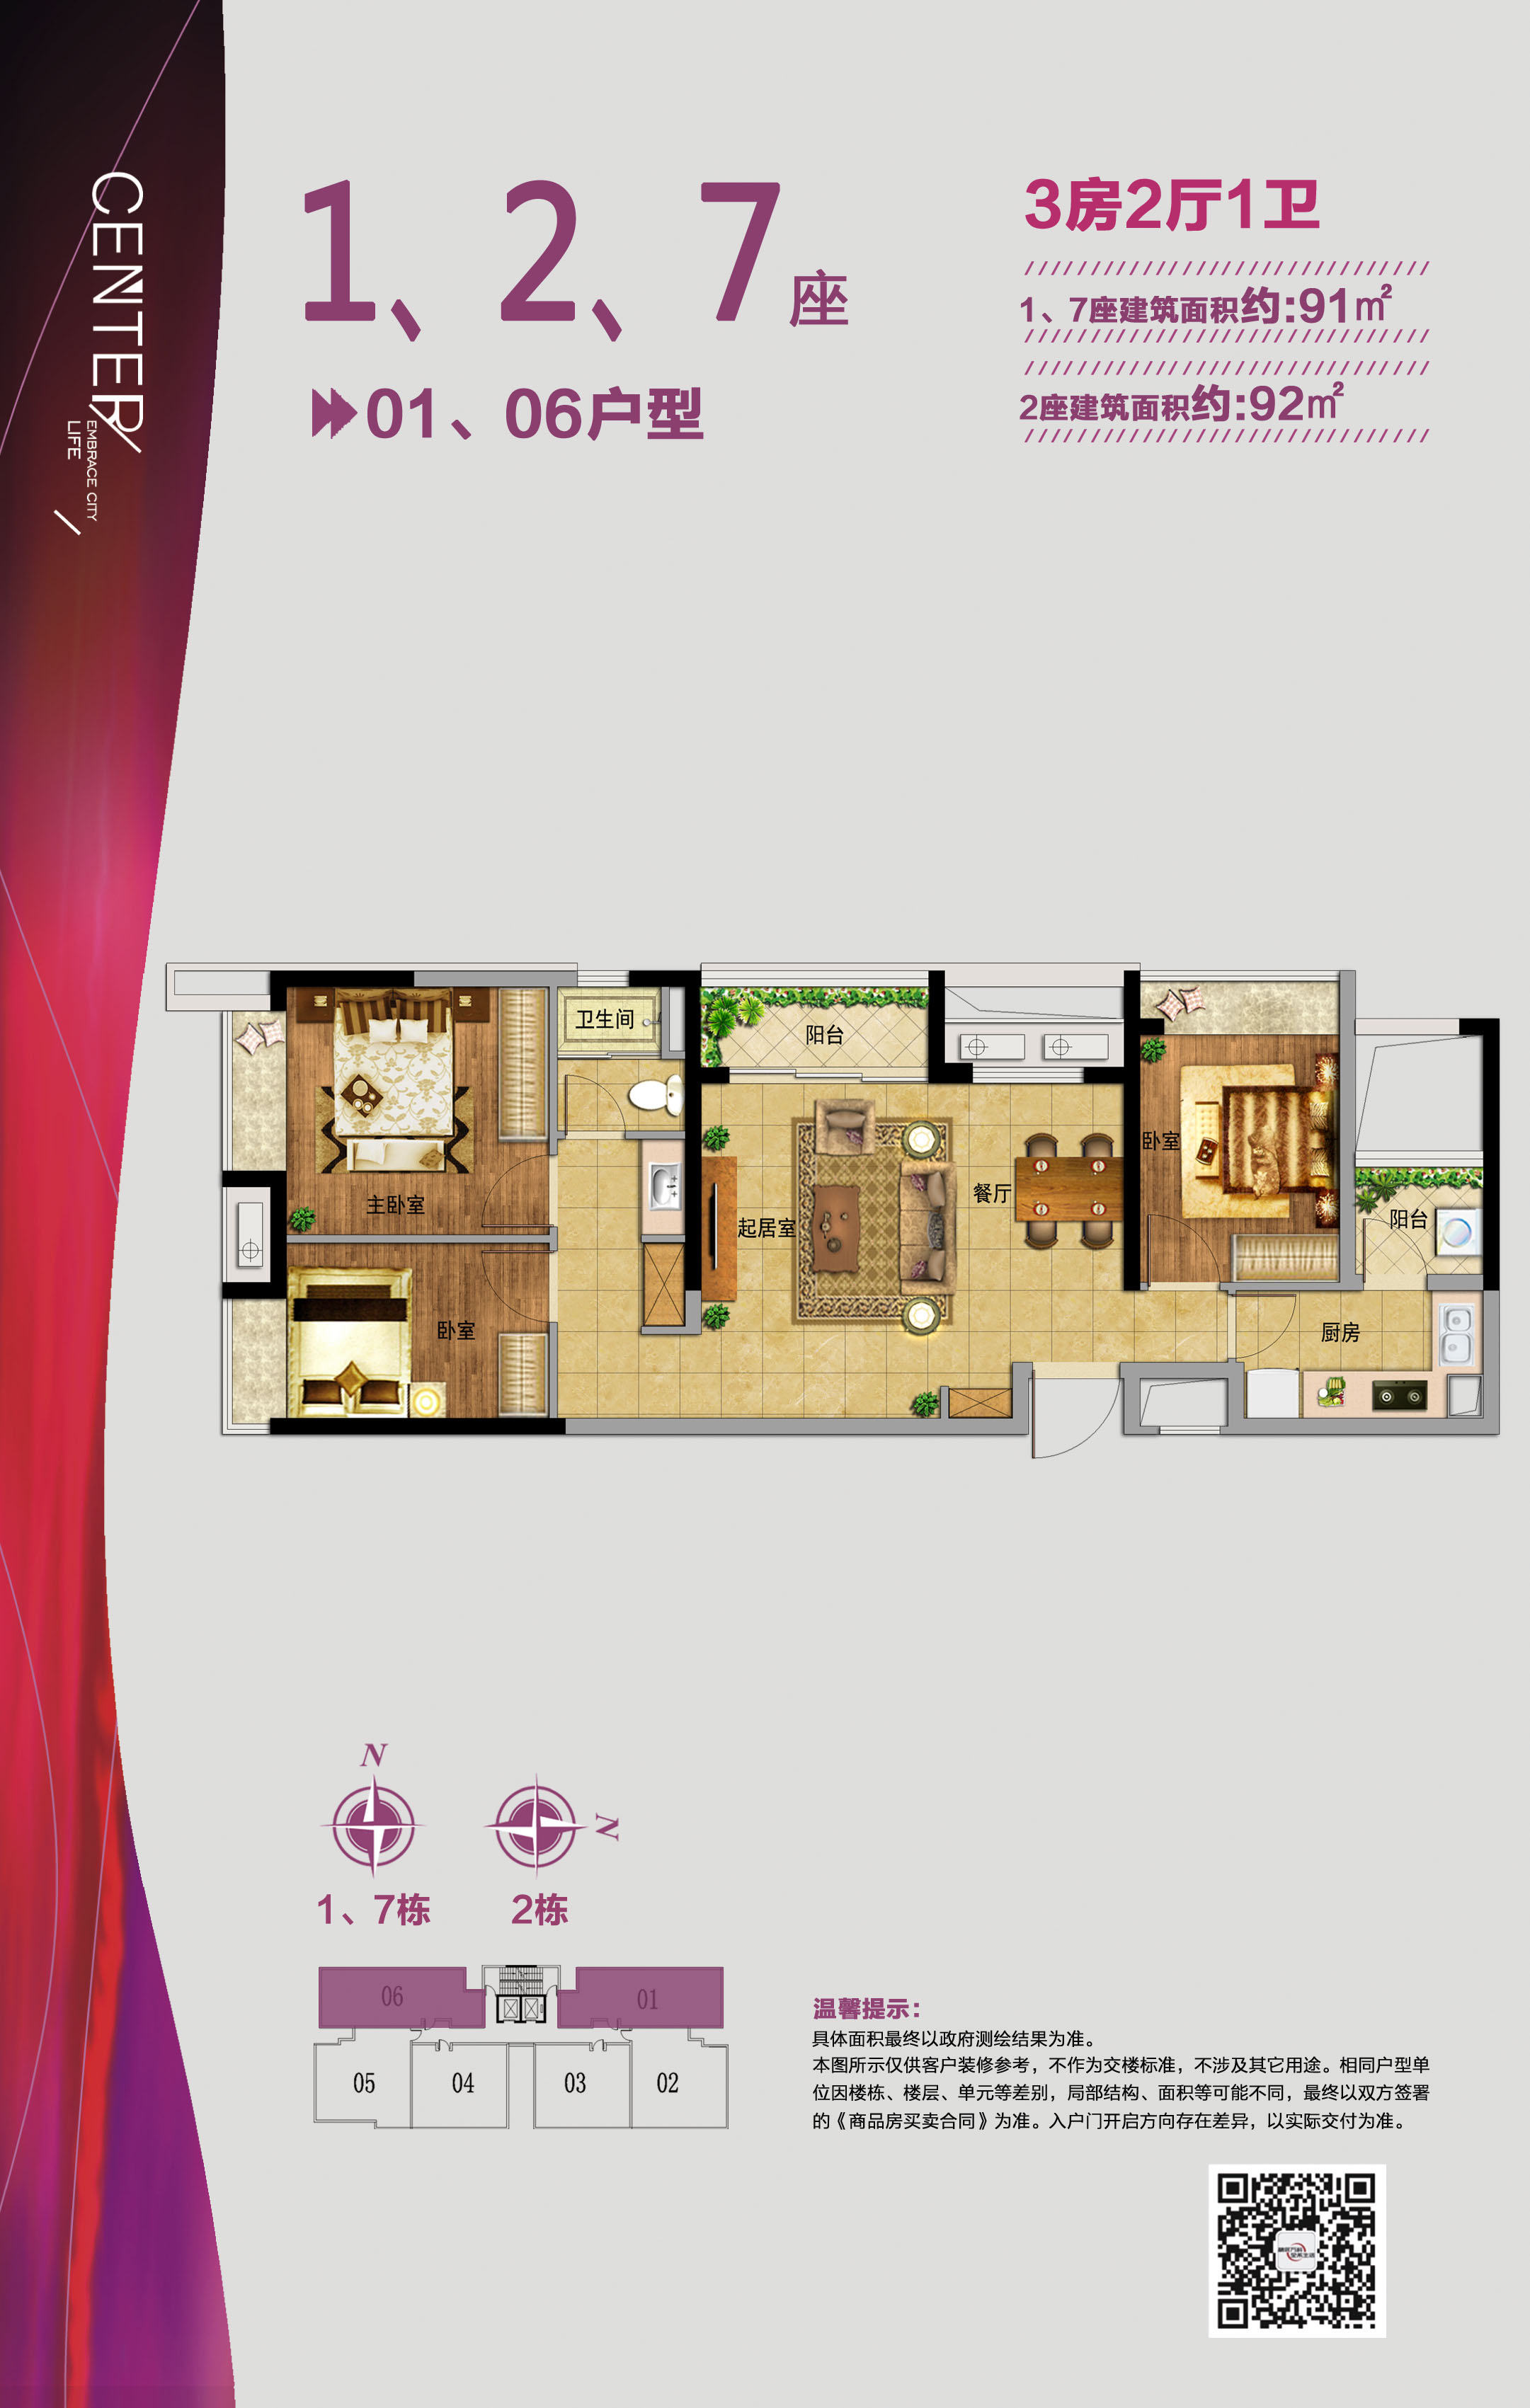 CENTER
EMBRACE CITY
LIFE
1、2、7座
01、06户型
3房2厅1卫
1、7座建筑面积约:91㎡
2座建筑面积约:92㎡
卫生间
阳台
主卧室
卧室
起居室
餐厅
卧室
阳台
厨房
N
N
1、7栋
2栋
06
01
05
04
03
02
温馨提示：
具体面积最终以政府测绘结果为准。
本图所示仅供客户装修参考，不作为交楼标准，不涉及其它用途。相同户型单
位因楼栋、楼层、单元等差别，局部结构、面积等可能不同，最终以双方签署
的《商品房买卖合同》为准。入户门开启方向存在差异，以实际交付为准。